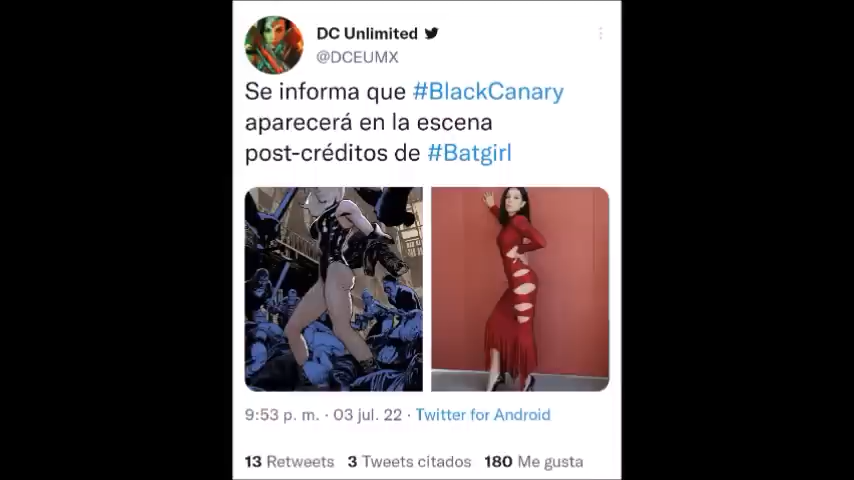 DC Unlimited
@DCEUMX
Se informa que #BlackCanary
aparecerá en la escena
post-créditos de #Batgirl
9:53 p. m. · 03 jul. 22 · Twitter for Android
13 Retweets 3 Tweets citados 180 Me gusta